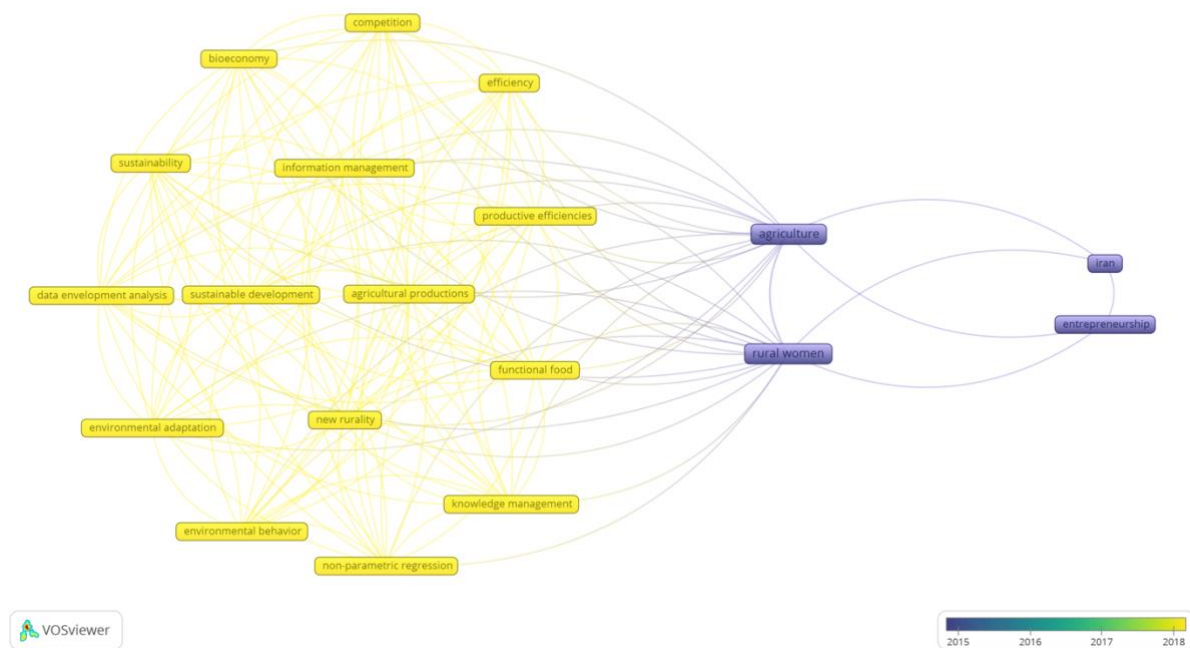 competition
bioeconomy
efficiency
sustainability
information management
productive efficiencies
agriculture
iran
data envelopment analysis
sustainable development
agricultural productions
entrepreneurship
rural women
functional food
new rurality
environmental adaptation
knowledge management
environmental behavior
non-parametric regression
VOSviewer
2015 2016 2017 2018